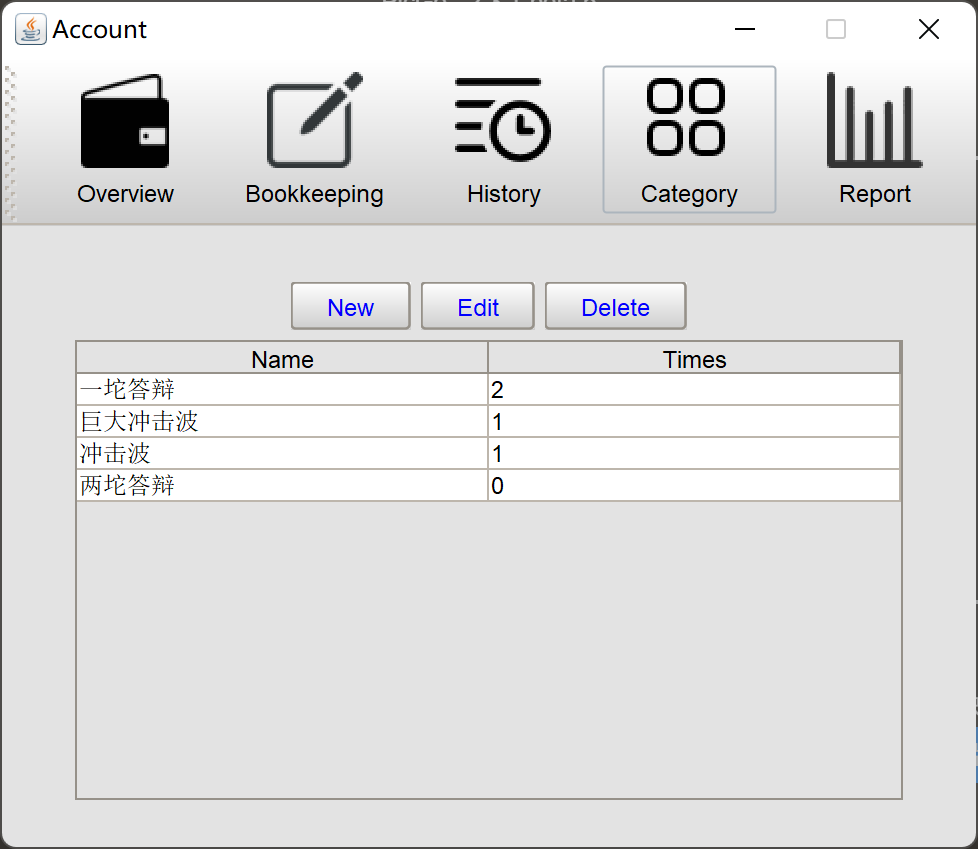 Account
Overview Bookkeeping History Category Report
New Edit Delete
Name Times
一坨答辩 2
巨大冲击波 1
冲击波 1
两坨答辩 0